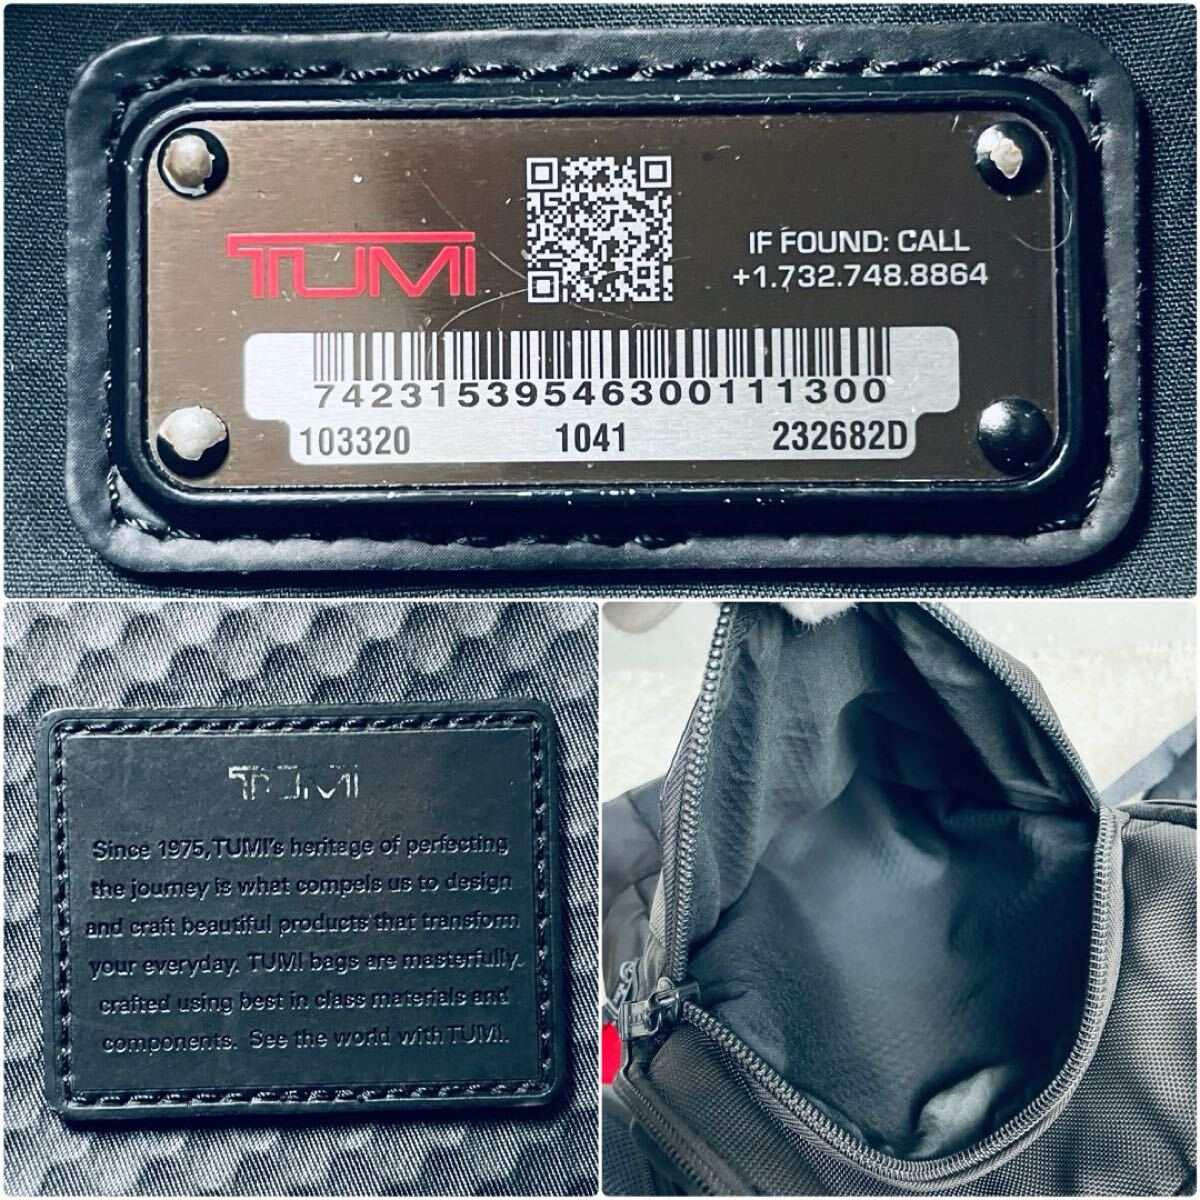 TUMI
IF FOUND: CALL
+1.732.748.8864
74231539546300111300
103320 1041 232682D
TUMI
Since 1975,TUMI's heritage of perfecting
the journey is what compels us to design
and craft beautiful products that transform
your everyday. TUMI bags are masterfully
crafted using best in class materials and
components. See the world with TUMI.